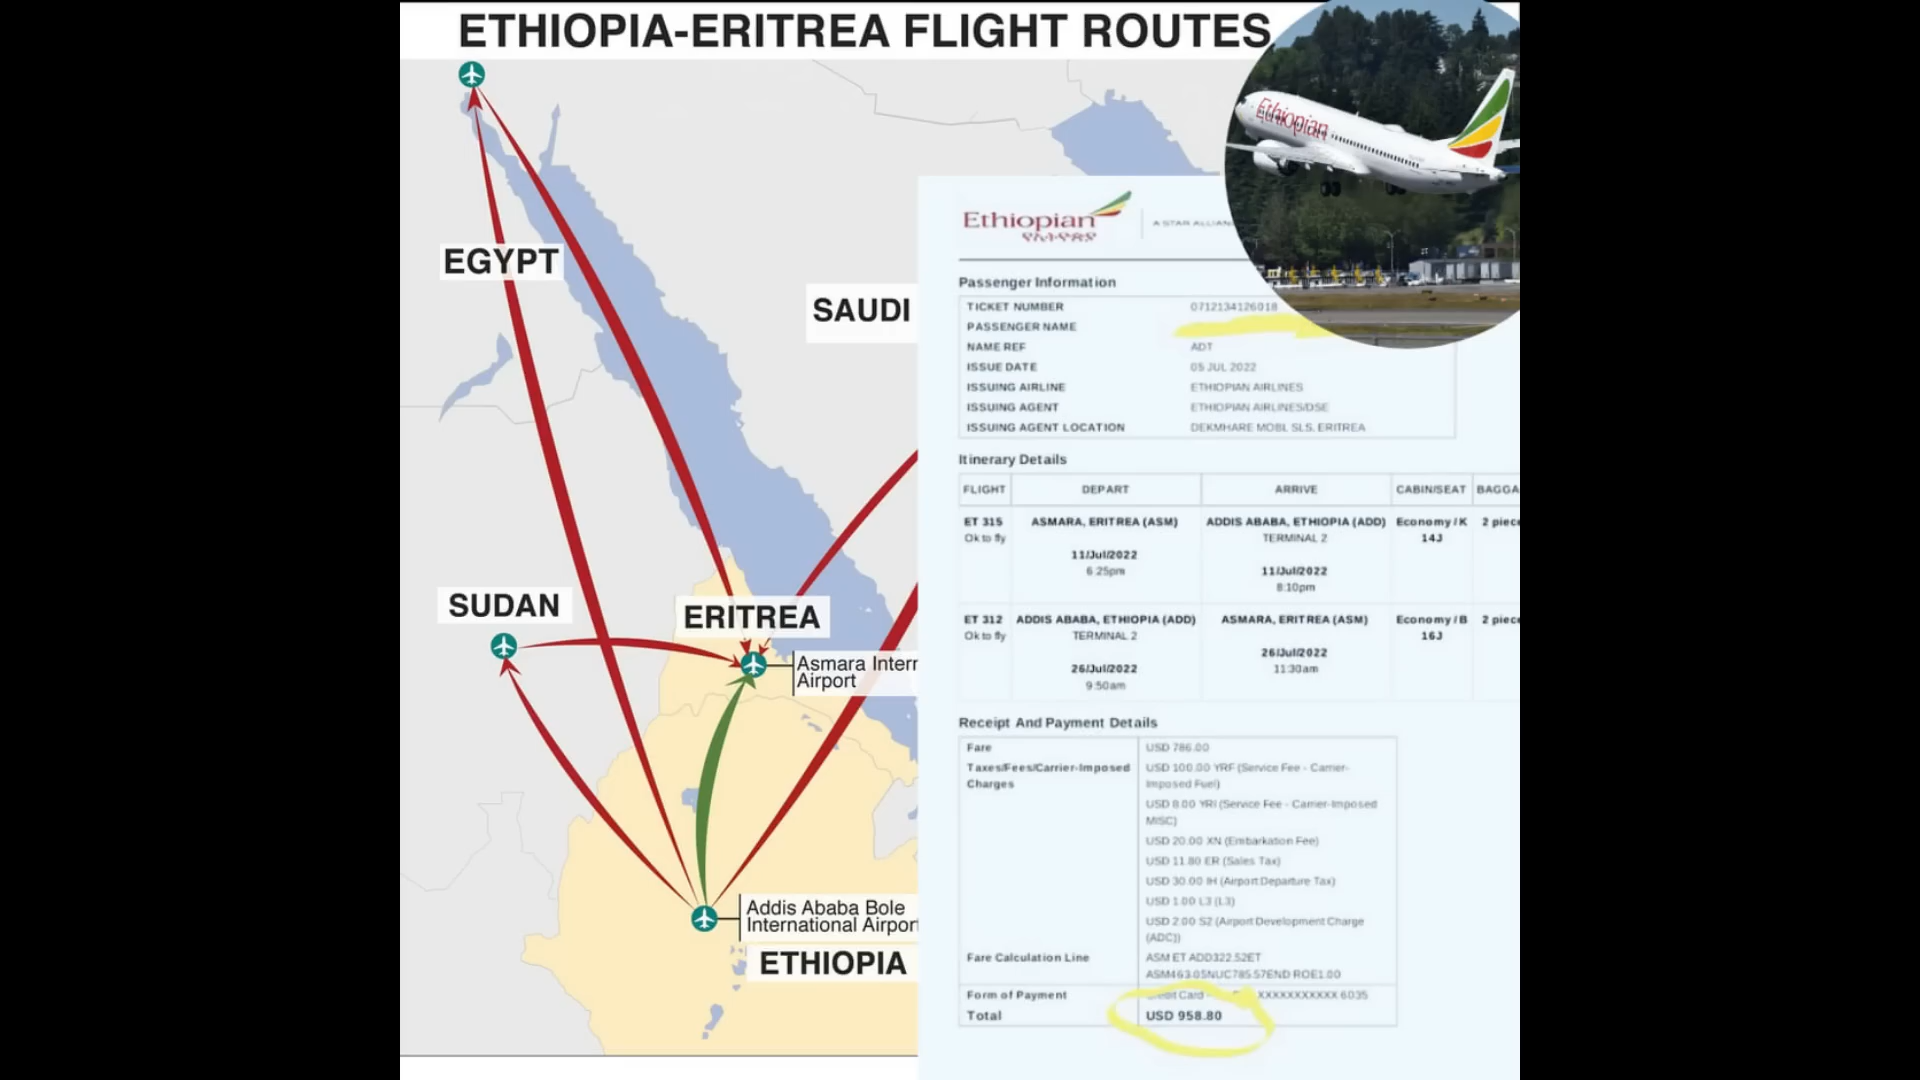 ETHIOPIA-ERITREA FLIGHT ROUTES
EGYPT
SAUDI
SUDAN
ERITREA
Asmara Intern
Airport
Addis Ababa Bole
International Airport
ETHIOPIA
Ethiopian
Ethiopian
የኢትዮጵያ
A STAR ALLIAN
Passenger Information
TICKET NUMBER 0712134126018
PASSENGER NAME
NAME REF ADT
ISSUE DATE 05 JUL 2022
ISSUING AIRLINE ETHIOPIAN AIRLINES
ISSUING AGENT ETHIOPIAN AIRLINES/DSE
ISSUING AGENT LOCATION DEKMHARE MOBL SLS. ERITREA
Itinerary Details
FLIGHT DEPART ARRIVE CABIN/SEAT BAGGA
ET 315 ASMARA, ERITREA (ASM) ADDIS ABABA, ETHIOPIA (ADD) Economy / K 2 piece
Ok to fly TERMINAL 2 14J
11/Jul/2022 11/Jul/2022
6:25pm 8:10pm
ET 312 ADDIS ABABA, ETHIOPIA (ADD) ASMARA, ERITREA (ASM) Economy / B 2 piece
Ok to fly TERMINAL 2 16J
26/Jul/2022 26/Jul/2022
9:50am 11:30am
Receipt And Payment Details
Fare USD 786.00
Taxes/Fees/Carrier-Imposed USD 100.00 YRF (Service Fee - Carrier-
Charges Imposed Fuel)
USD 8.00 YRI (Service Fee - Carrier-Imposed
MISC)
USD 20.00 XN (Embarkation Fee)
USD 11.80 ER (Sales Tax)
USD 30.00 IH (Airport Departure Tax)
USD 1.00 L3 (L3)
USD 2.00 S2 (Airport Development Charge
(ADC))
Fare Calculation Line ASM ET ADD322.52ET
ASM463.05NUC785.57END ROE1.00
Form of Payment Credit Card - XXXXXXXXXXX 6035
Total USD 958.80